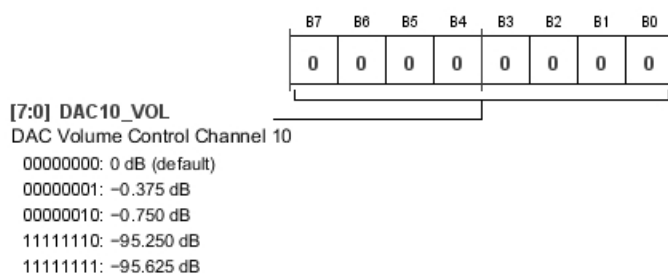 B7 B6 B5 B4 B3 B2 B1 B0
0 0 0 0 0 0 0 0
[7:0] DAC10_VOL
DAC Volume Control Channel 10
00000000: 0 dB (default)
00000001: −0.375 dB
00000010: −0.750 dB
11111110: −95.250 dB
11111111: −95.625 dB